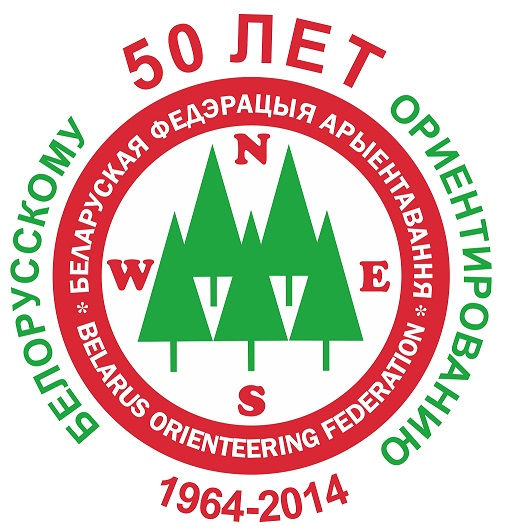 50 ЛЕТ
БЕЛОРУССКОМУ
ОРИЕНТИРОВАНИЮ
БЕЛАРУСКАЯ ФЕДЭРАЦЫЯ АРЫЕНТАВАННЯ
N
W
E
S
* BELARUS ORIENTEERING FEDERATION *
1964-2014